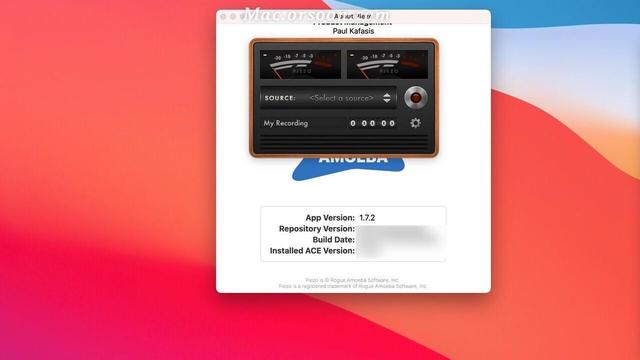 Mac.orsoon.com
About Piezo
Product Management
Paul Kafasis
-20 -10 -7 -5 -3
PIEZO
-20 -10 -7 -5 -3
PIEZO
SOURCE: <Select a source>
My Recording 0 00 00
AMOEBA
App Version: 1.7.2
Repository Version:
Build Date:
Installed ACE Version:
Piezo is © Rogue Amoeba Software, Inc.
Piezo is a registered trademark of Rogue Amoeba Software, Inc.